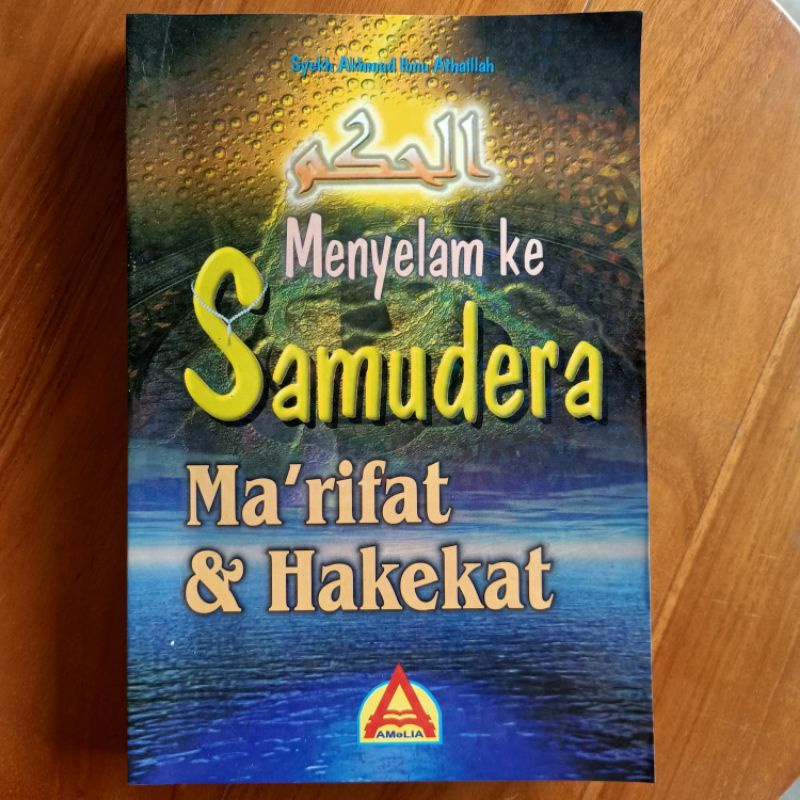 Syekh Akhmad Ibnu Athaillah
الحكم
Menyelam ke
Samudera
Ma'rifat
& Hakekat
AMeLIA